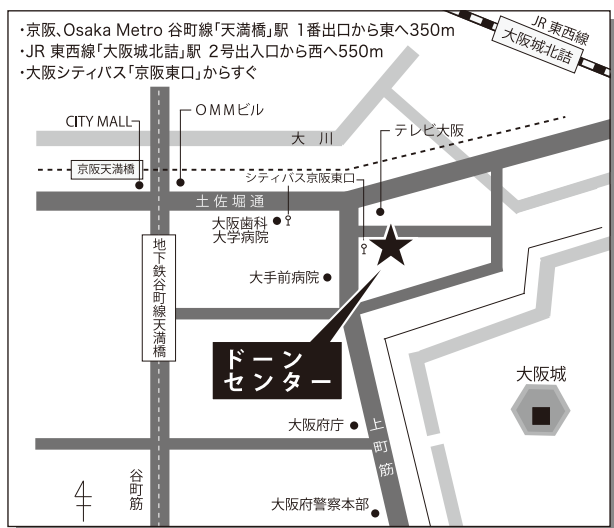 ・京阪、Osaka Metro 谷町線「天満橋」駅 1番出口から東へ350m
・JR 東西線「大阪城北詰」駅 2号出入口から西へ550m
・大阪シティバス「京阪東口」からすぐ
JR 東西線
大阪城北詰
CITY MALL
OMMビル
大 川
テレビ大阪
京阪天満橋
シティバス京阪東口
土佐堀通
大阪歯科
大学病院
地下鉄谷町線天満橋
大手前病院
ドーン
センター
大阪城
大阪府庁
上町筋
谷町筋
大阪府警察本部